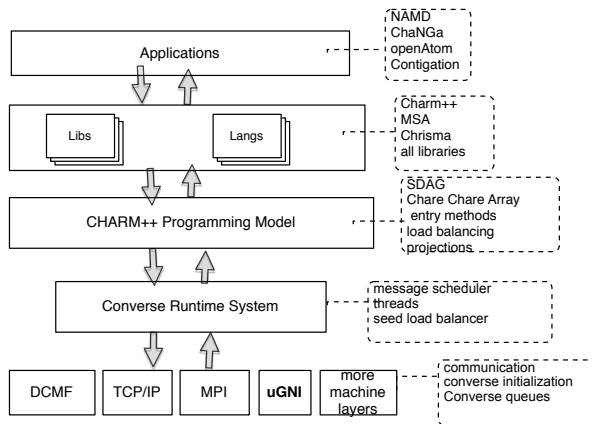 NAMD
ChaNGa
openAtom
Contigation
Applications
Charm++
MSA
Chrisma
all libraries
Libs
Langs
SDAG
Chare Chare Array
entry methods
load balancing
projections
CHARM++ Programming Model
message scheduler
threads
seed load balancer
Converse Runtime System
communication
converse initialization
Converse queues
DCMF
TCP/IP
MPI
uGNI
more
machine
layers